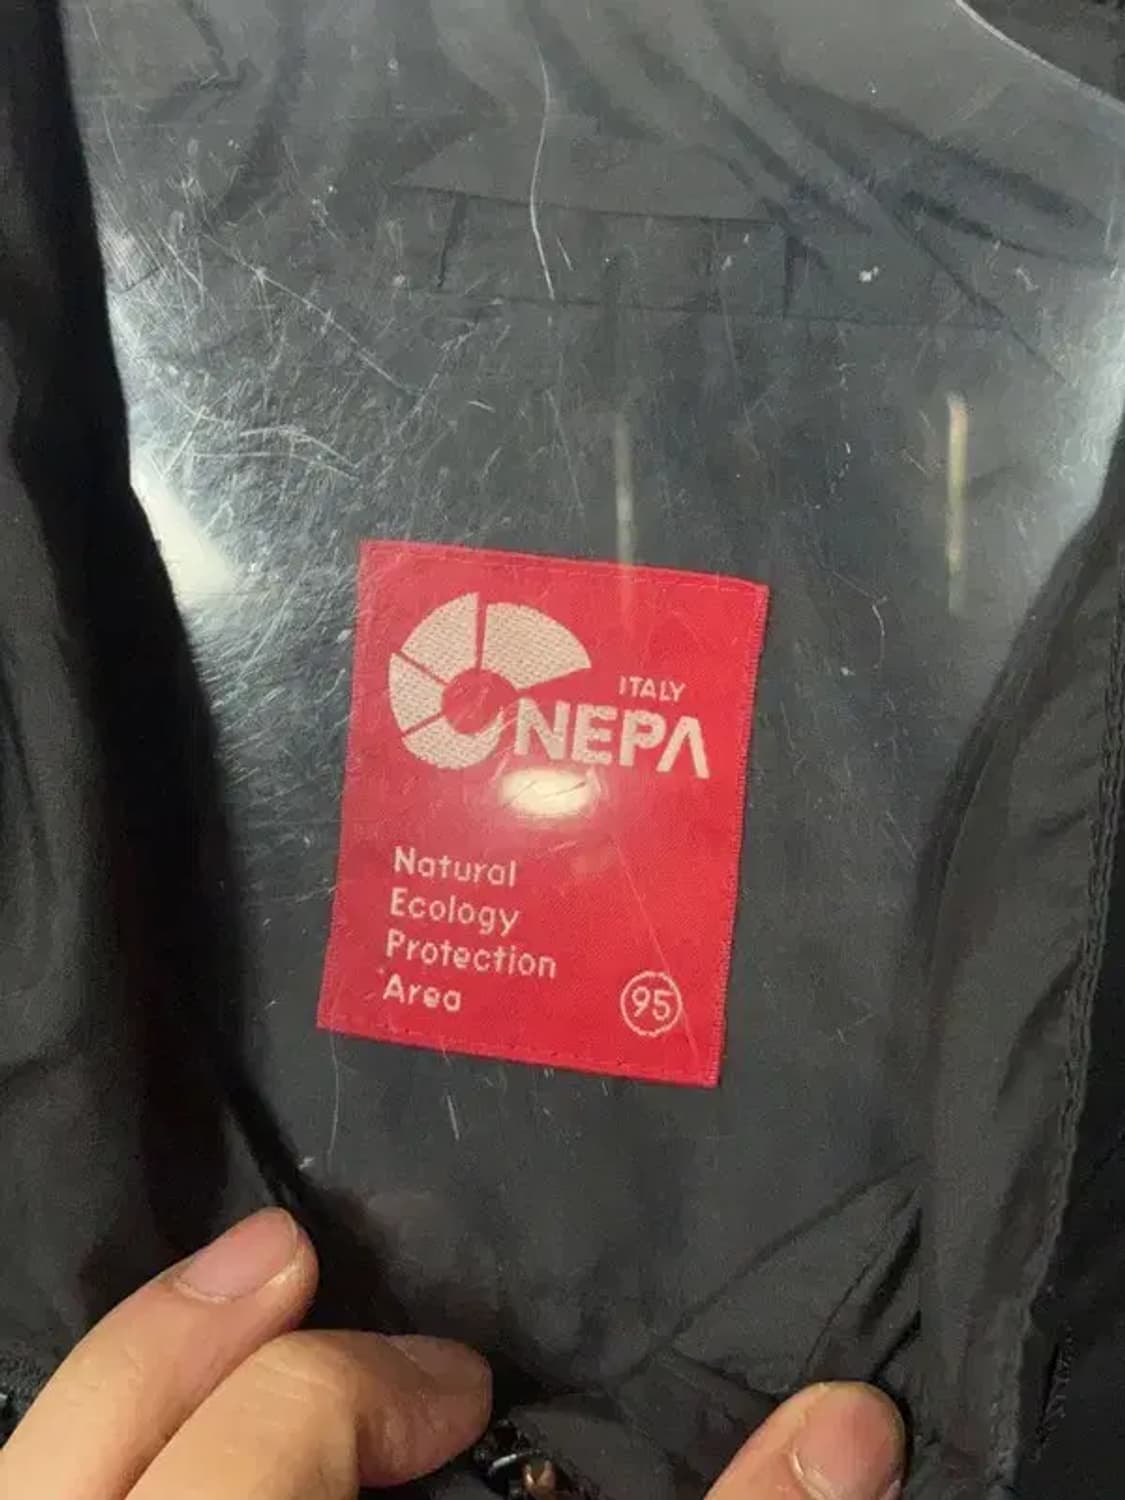 ITALY
NEPA
Natural
Ecology
Protection
Area
95